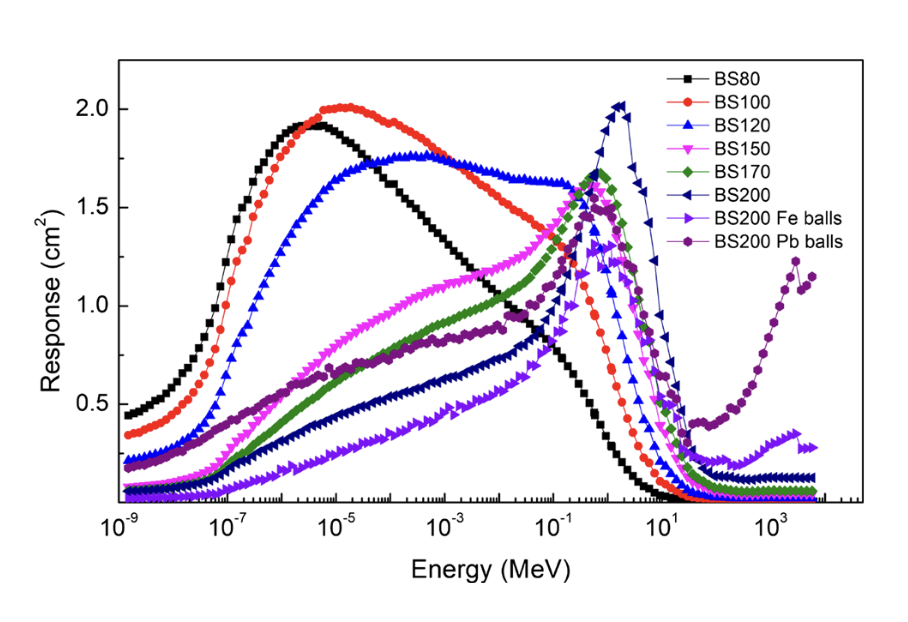 BS80
BS100
BS120
BS150
BS170
BS200
BS200 Fe balls
BS200 Pb balls
2.0
1.5
1.0
0.5
Response (cm²)
10⁻⁹ 10⁻⁷ 10⁻⁵ 10⁻³ 10⁻¹ 10¹ 10³
Energy (MeV)